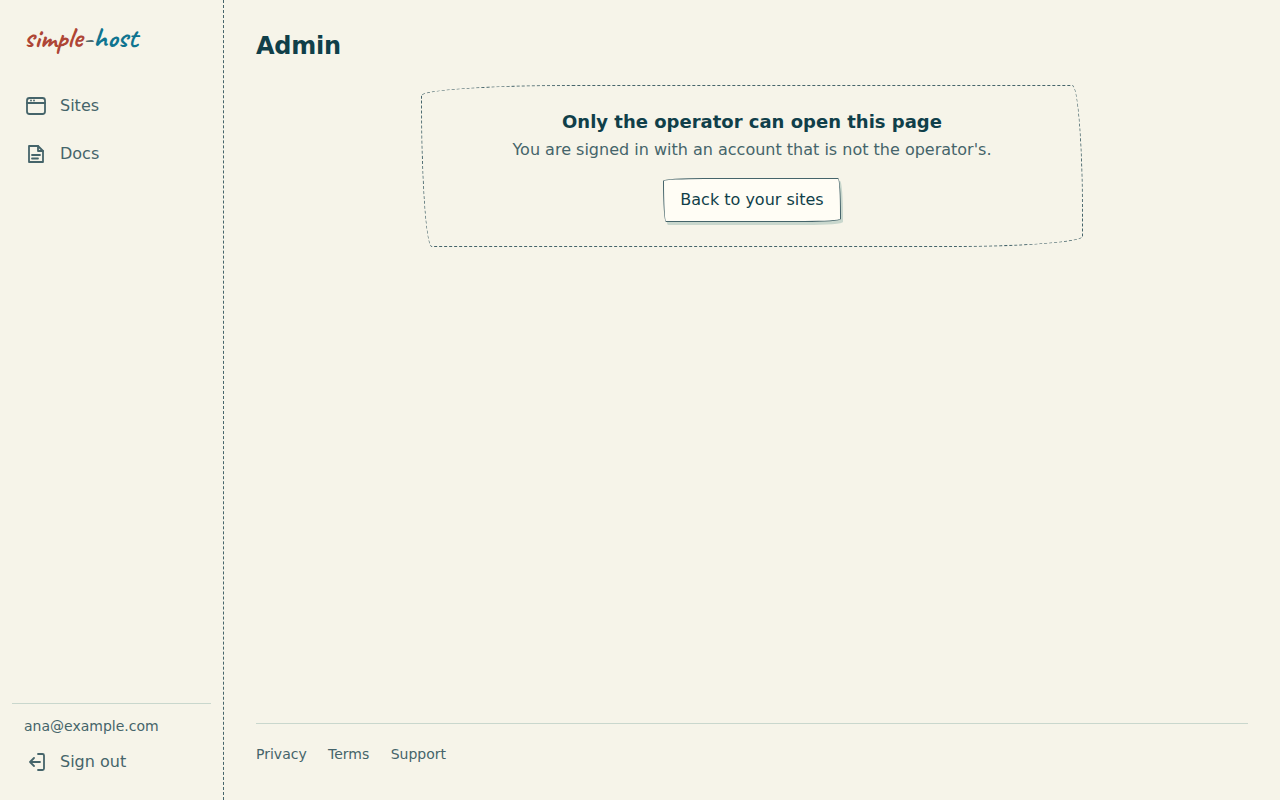 simple-host
Sites
Docs
ana@example.com
Sign out
Admin
Only the operator can open this page
You are signed in with an account that is not the operator's.
Back to your sites
Privacy Terms Support